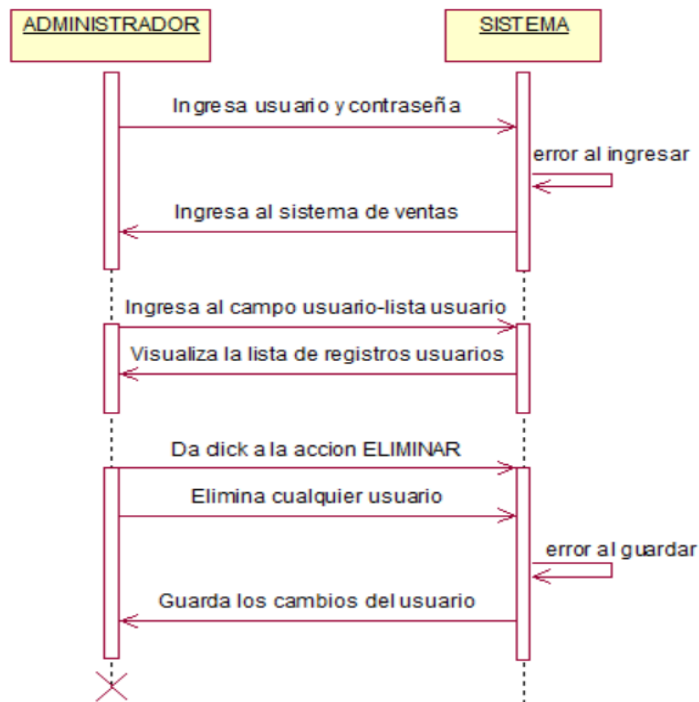 ADMINISTRADOR
SISTEMA
Ingresa usuario y contraseña
error al ingresar
Ingresa al sistema de ventas
Ingresa al campo usuario-lista usuario
Visualiza la lista de registros usuarios
Da click a la accion ELIMINAR
Elimina cualquier usuario
error al guardar
Guarda los cambios del usuario